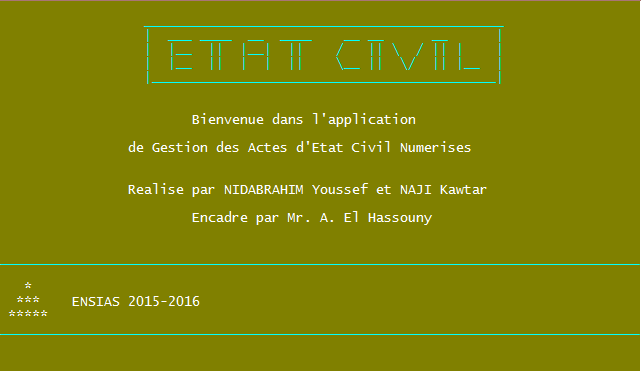 ETAT CIVIL
Bienvenue dans l'application
de Gestion des Actes d'Etat Civil Numerises
Realise par NIDABRAHIM Youssef et NAJI Kawtar
Encadre par Mr. A. El Hassouny
*
***
*****
ENSIAS 2015-2016